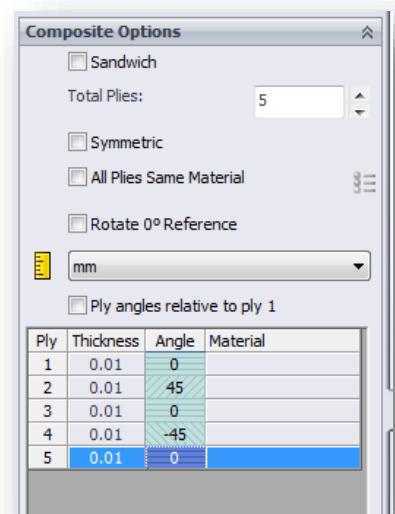 Composite Options
Sandwich
Total Plies: 5
Symmetric
All Plies Same Material
Rotate 0º Reference
mm
Ply angles relative to ply 1
Ply Thickness Angle Material
1 0.01 0
2 0.01 45
3 0.01 0
4 0.01 -45
5 0.01 0